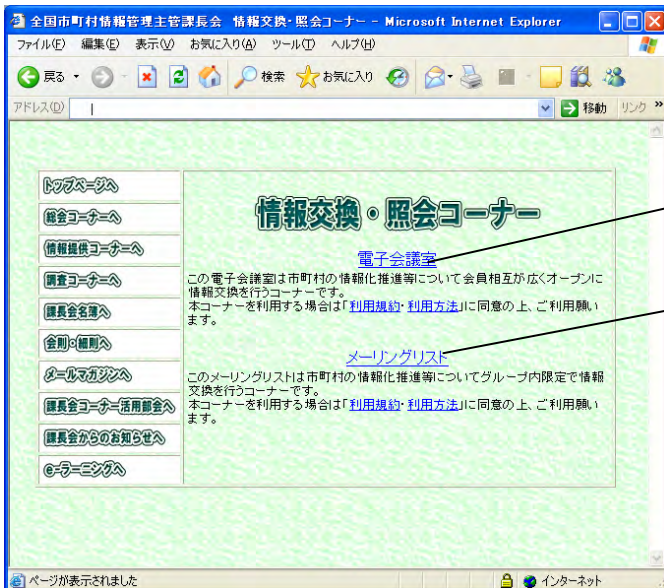 全国市町村情報管理主管課長会 情報交換・照会コーナー - Microsoft Internet Explorer
ファイル(F) 編集(E) 表示(V) お気に入り(A) ツール(T) ヘルプ(H)
戻る 検索 お気に入り
アドレス(D) 移動 リンク »
トップページへ
総会コーナーへ
情報提供コーナーへ
調査コーナーへ
課長会名簿へ
会則・細則へ
メールマガジンへ
課長会コーナー活用部会へ
課長会からのお知らせへ
e-ラーニングへ
情報交換・照会コーナー
電子会議室
この電子会議室は市町村の情報化推進等について会員相互が広くオープンに
情報交換を行うコーナーです。
本コーナーを利用する場合は「利用規約・利用方法」に同意の上、ご利用願い
ます。
メーリングリスト
このメーリングリストは市町村の情報化推進等についてグループ内限定で情報
交換を行うコーナーです。
本コーナーを利用する場合は「利用規約・利用方法」に同意の上、ご利用願い
ます。
ページが表示されました インターネット